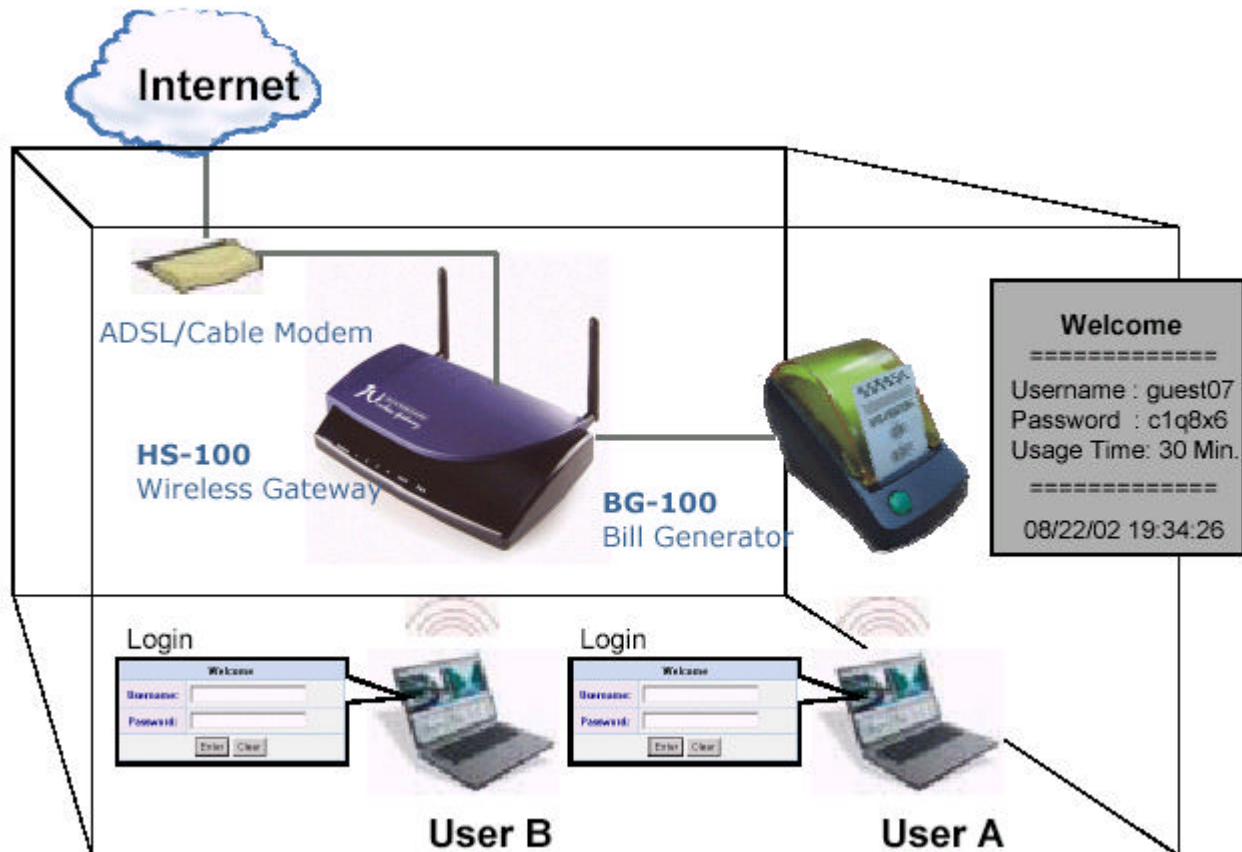 Internet
ADSL/Cable Modem
HS-100
Wireless Gateway
BG-100
Bill Generator
Welcome
=============
Username : guest07
Password : c1q8x6
Usage Time: 30 Min.
=============
08/22/02 19:34:26
Login
Welcome
Username:
Password:
Enter Clear
User B
Login
Welcome
Username:
Password:
Enter Clear
User A